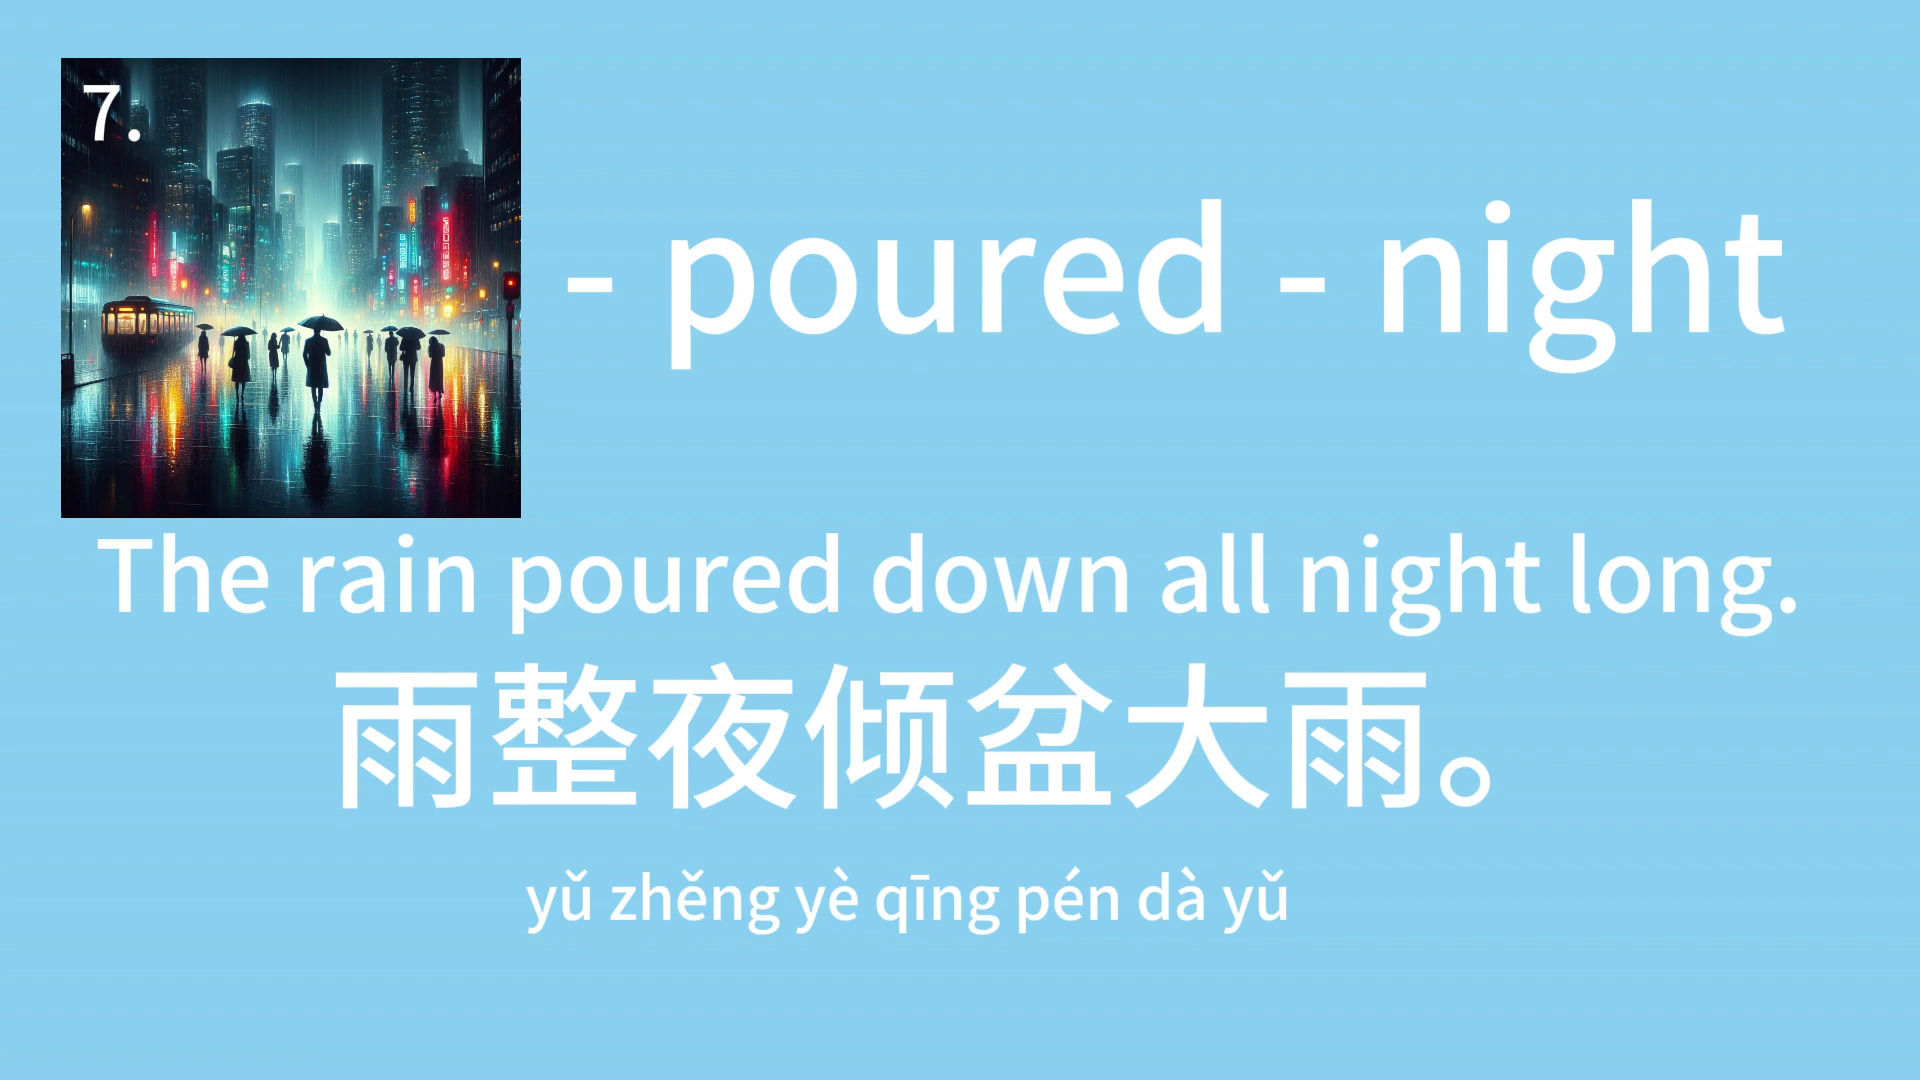 7.
- poured - night
The rain poured down all night long.
雨整夜倾盆大雨。
yǔ zhěng yè qīng pén dà yǔ